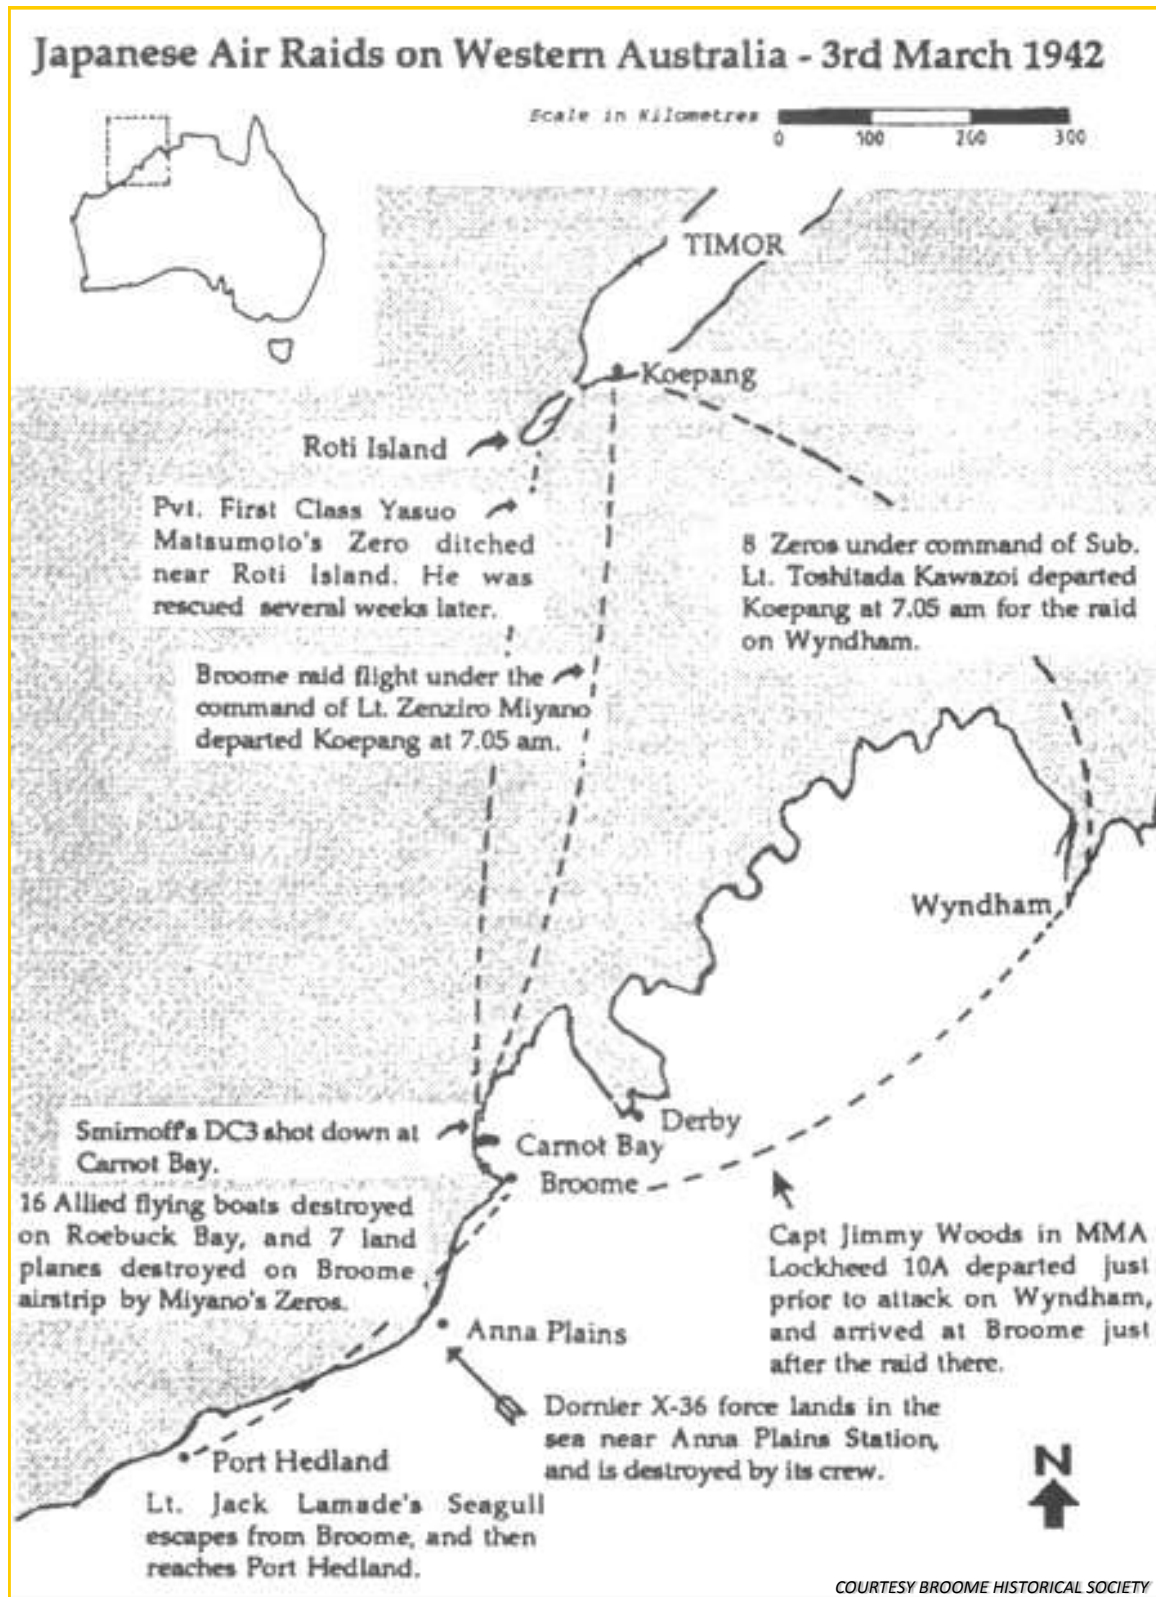 Japanese Air Raids on Western Australia - 3rd March 1942
Scale in Kilometres
0 100 200 300
TIMOR
Koepang
Roti Island
Pvt. First Class Yasuo
Matsumoto's Zero ditched
near Roti Island. He was
rescued several weeks later.
8 Zeros under command of Sub.
Lt. Toshitada Kawazoi departed
Koepang at 7.05 am for the raid
on Wyndham.
Broome raid flight under the
command of Lt. Zenziro Miyano
departed Koepang at 7.05 am.
Wyndham
Derby
Smirnoff's DC3 shot down at
Carnot Bay.
Carnot Bay
Broome
16 Allied flying boats destroyed
on Roebuck Bay, and 7 land
planes destroyed on Broome
airstrip by Miyano's Zeros.
Capt Jimmy Woods in MMA
Lockheed 10A departed just
prior to attack on Wyndham,
and arrived at Broome just
after the raid there.
Anna Plains
Dornier X-36 force lands in the
sea near Anna Plains Station,
and is destroyed by its crew.
Port Hedland
Lt. Jack Lamade's Seagull
escapes from Broome, and then
reaches Port Hedland.
N
COURTESY BROOME HISTORICAL SOCIETY